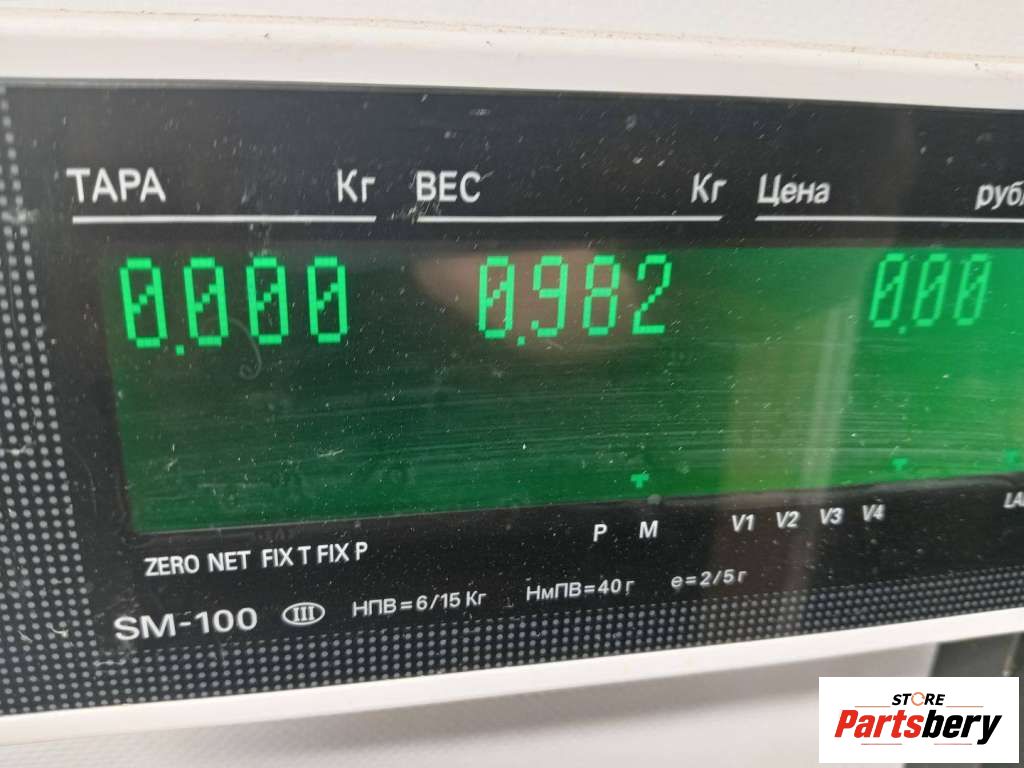 ТАРА Кг ВЕС Кг Цена
0.000 0.982 0.00
P M V1 V2 V3 V4
ZERO NET FIX T FIX P
SM-100 III НПВ=6/15 Кг НмПВ=40 г e=2/5 г
STORE
Partsbery